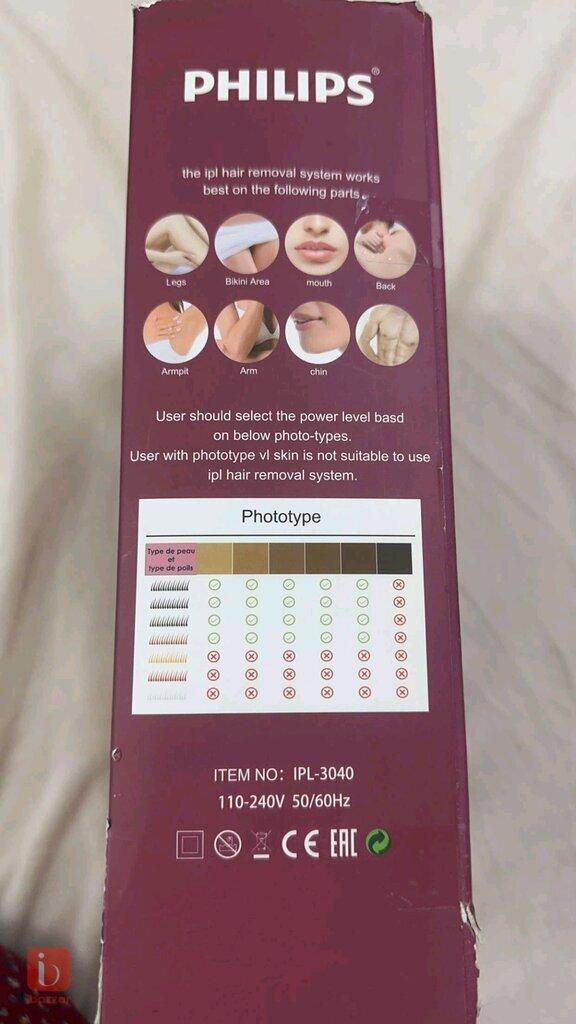 PHILIPS®
the ipl hair removal system works
best on the following parts.
Legs
Bikini Area
mouth
Back
Armpit
Arm
chin
User should select the power level basd
on below photo-types.
User with phototype vl skin is not suitable to use
ipl hair removal system.
Phototype
Type de peau
et
type de poils
ITEM NO: IPL-3040
110-240V 50/60Hz
CE EAC